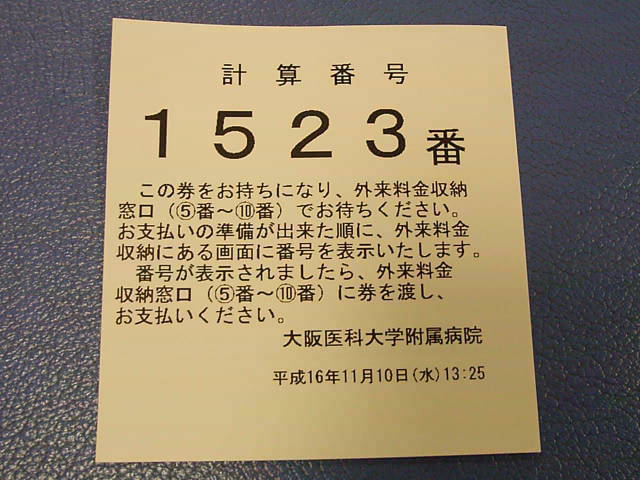 計算番号
1523番
この券をお持ちになり、外来料金収納
窓口（⑤番～⑩番）でお待ちください。
お支払いの準備が出来た順に、外来料金
収納にある画面に番号を表示いたします。
番号が表示されましたら、外来料金
収納窓口（⑤番～⑩番）に券を渡し、
お支払いください。
大阪医科大学附属病院
平成16年11月10日(水)13:25